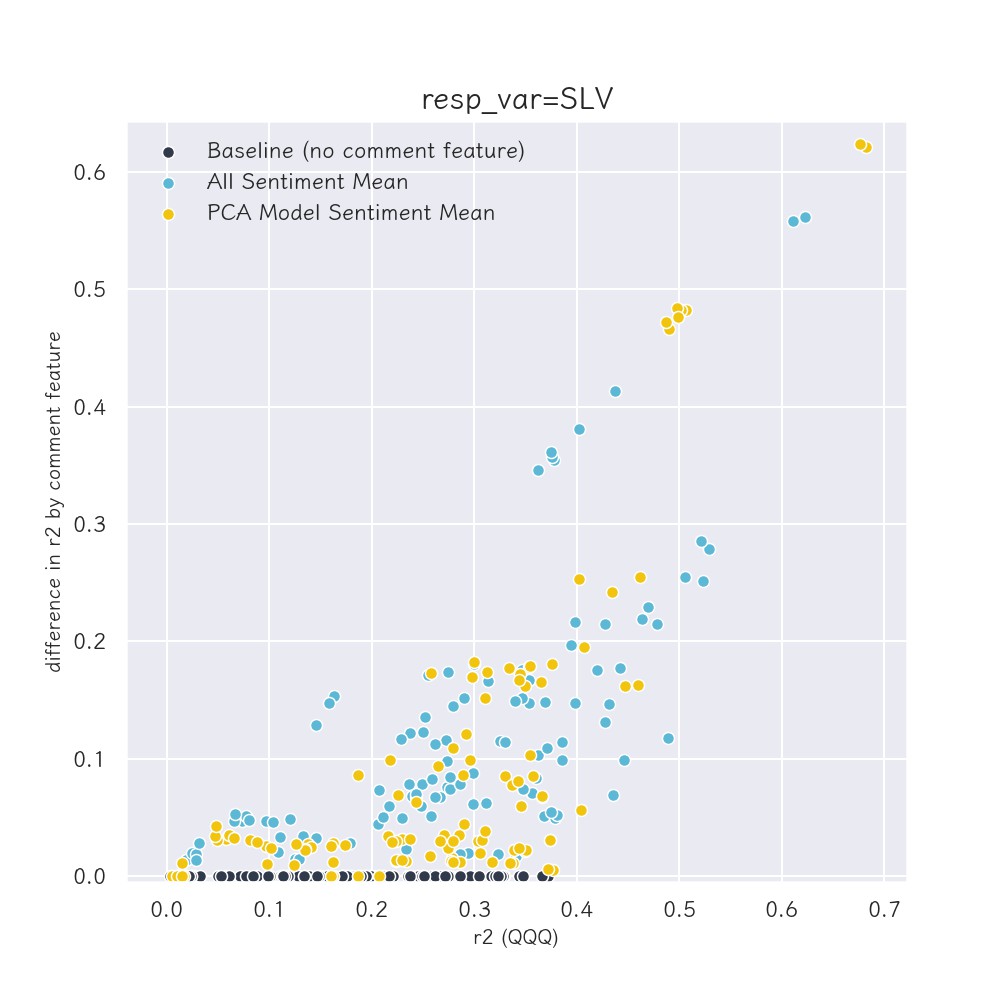 resp_var=SLV
Baseline (no comment feature)
All Sentiment Mean
PCA Model Sentiment Mean
difference in r2 by comment feature
0.6
0.5
0.4
0.3
0.2
0.1
0.0
0.0 0.1 0.2 0.3 0.4 0.5 0.6 0.7
r2 (QQQ)